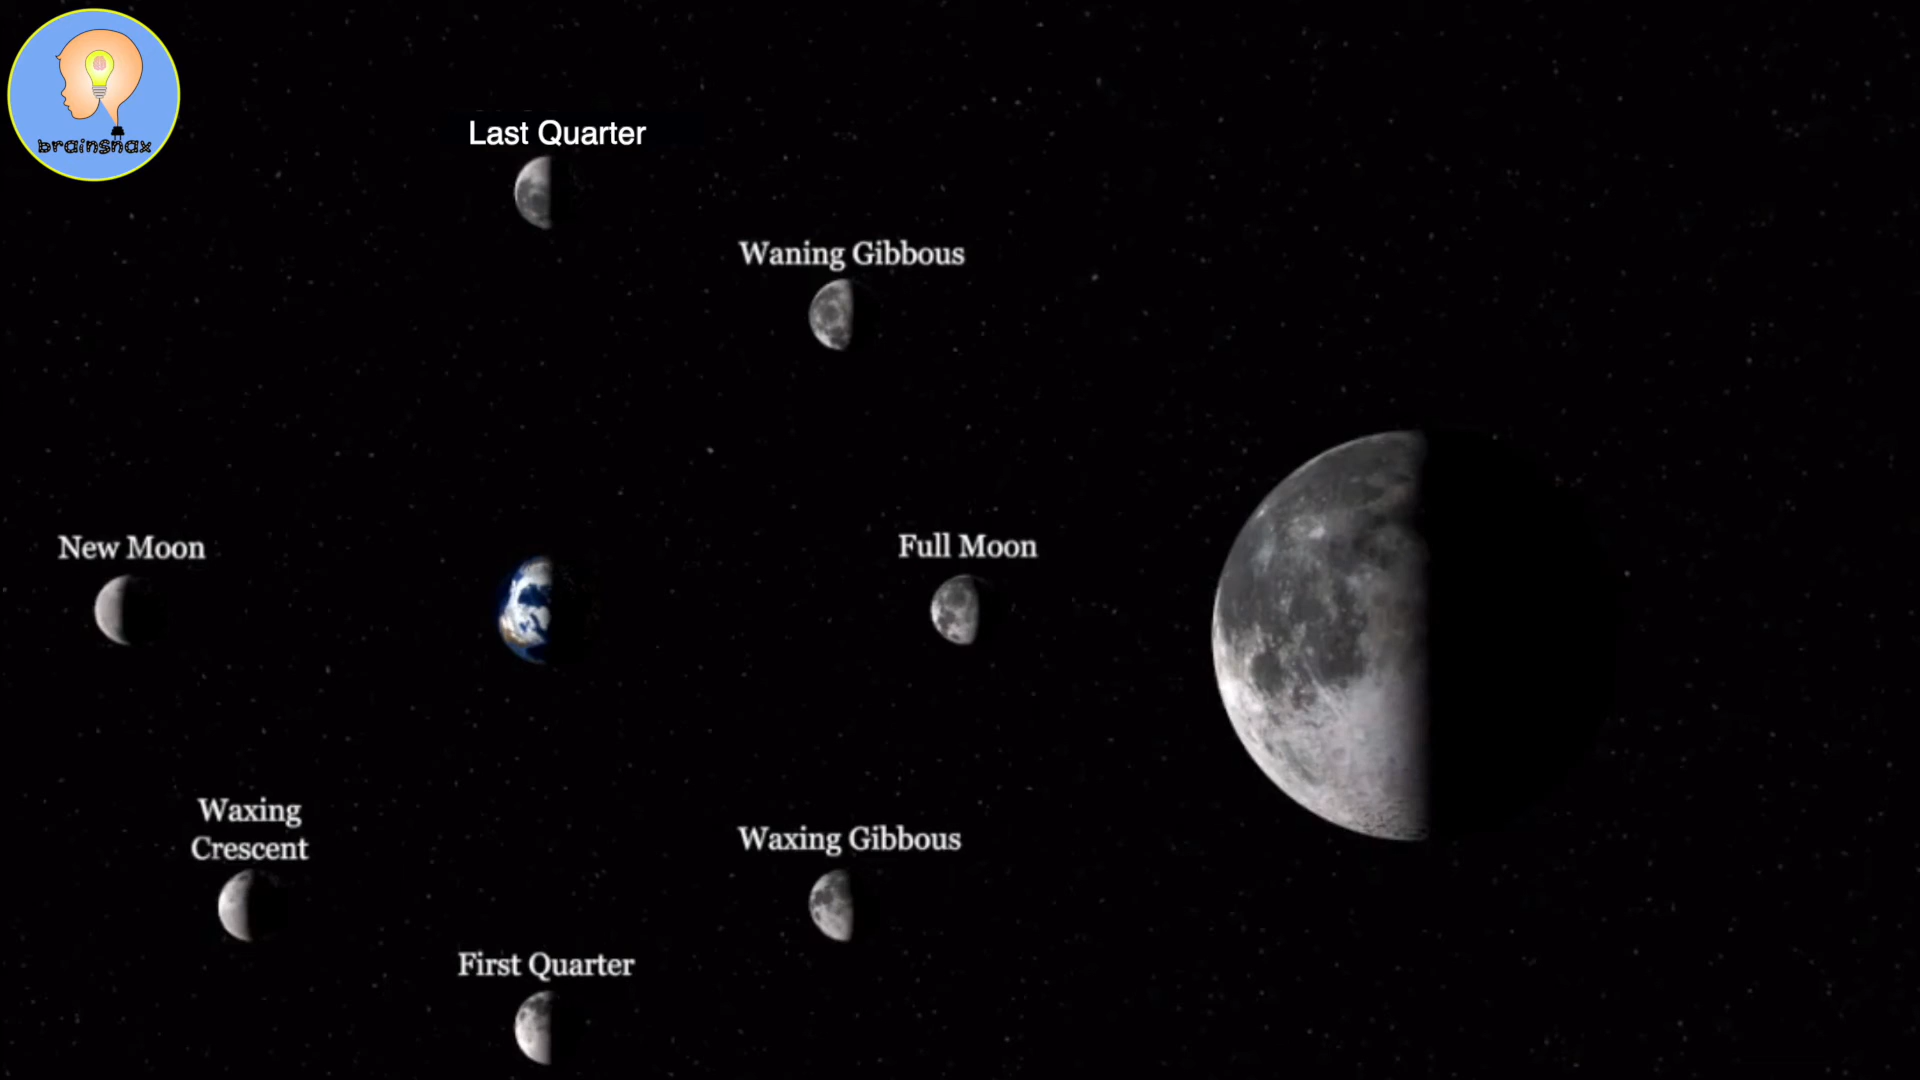 brainsnax
Last Quarter
Waning Gibbous
New Moon
Full Moon
Waxing
Crescent
Waxing Gibbous
First Quarter